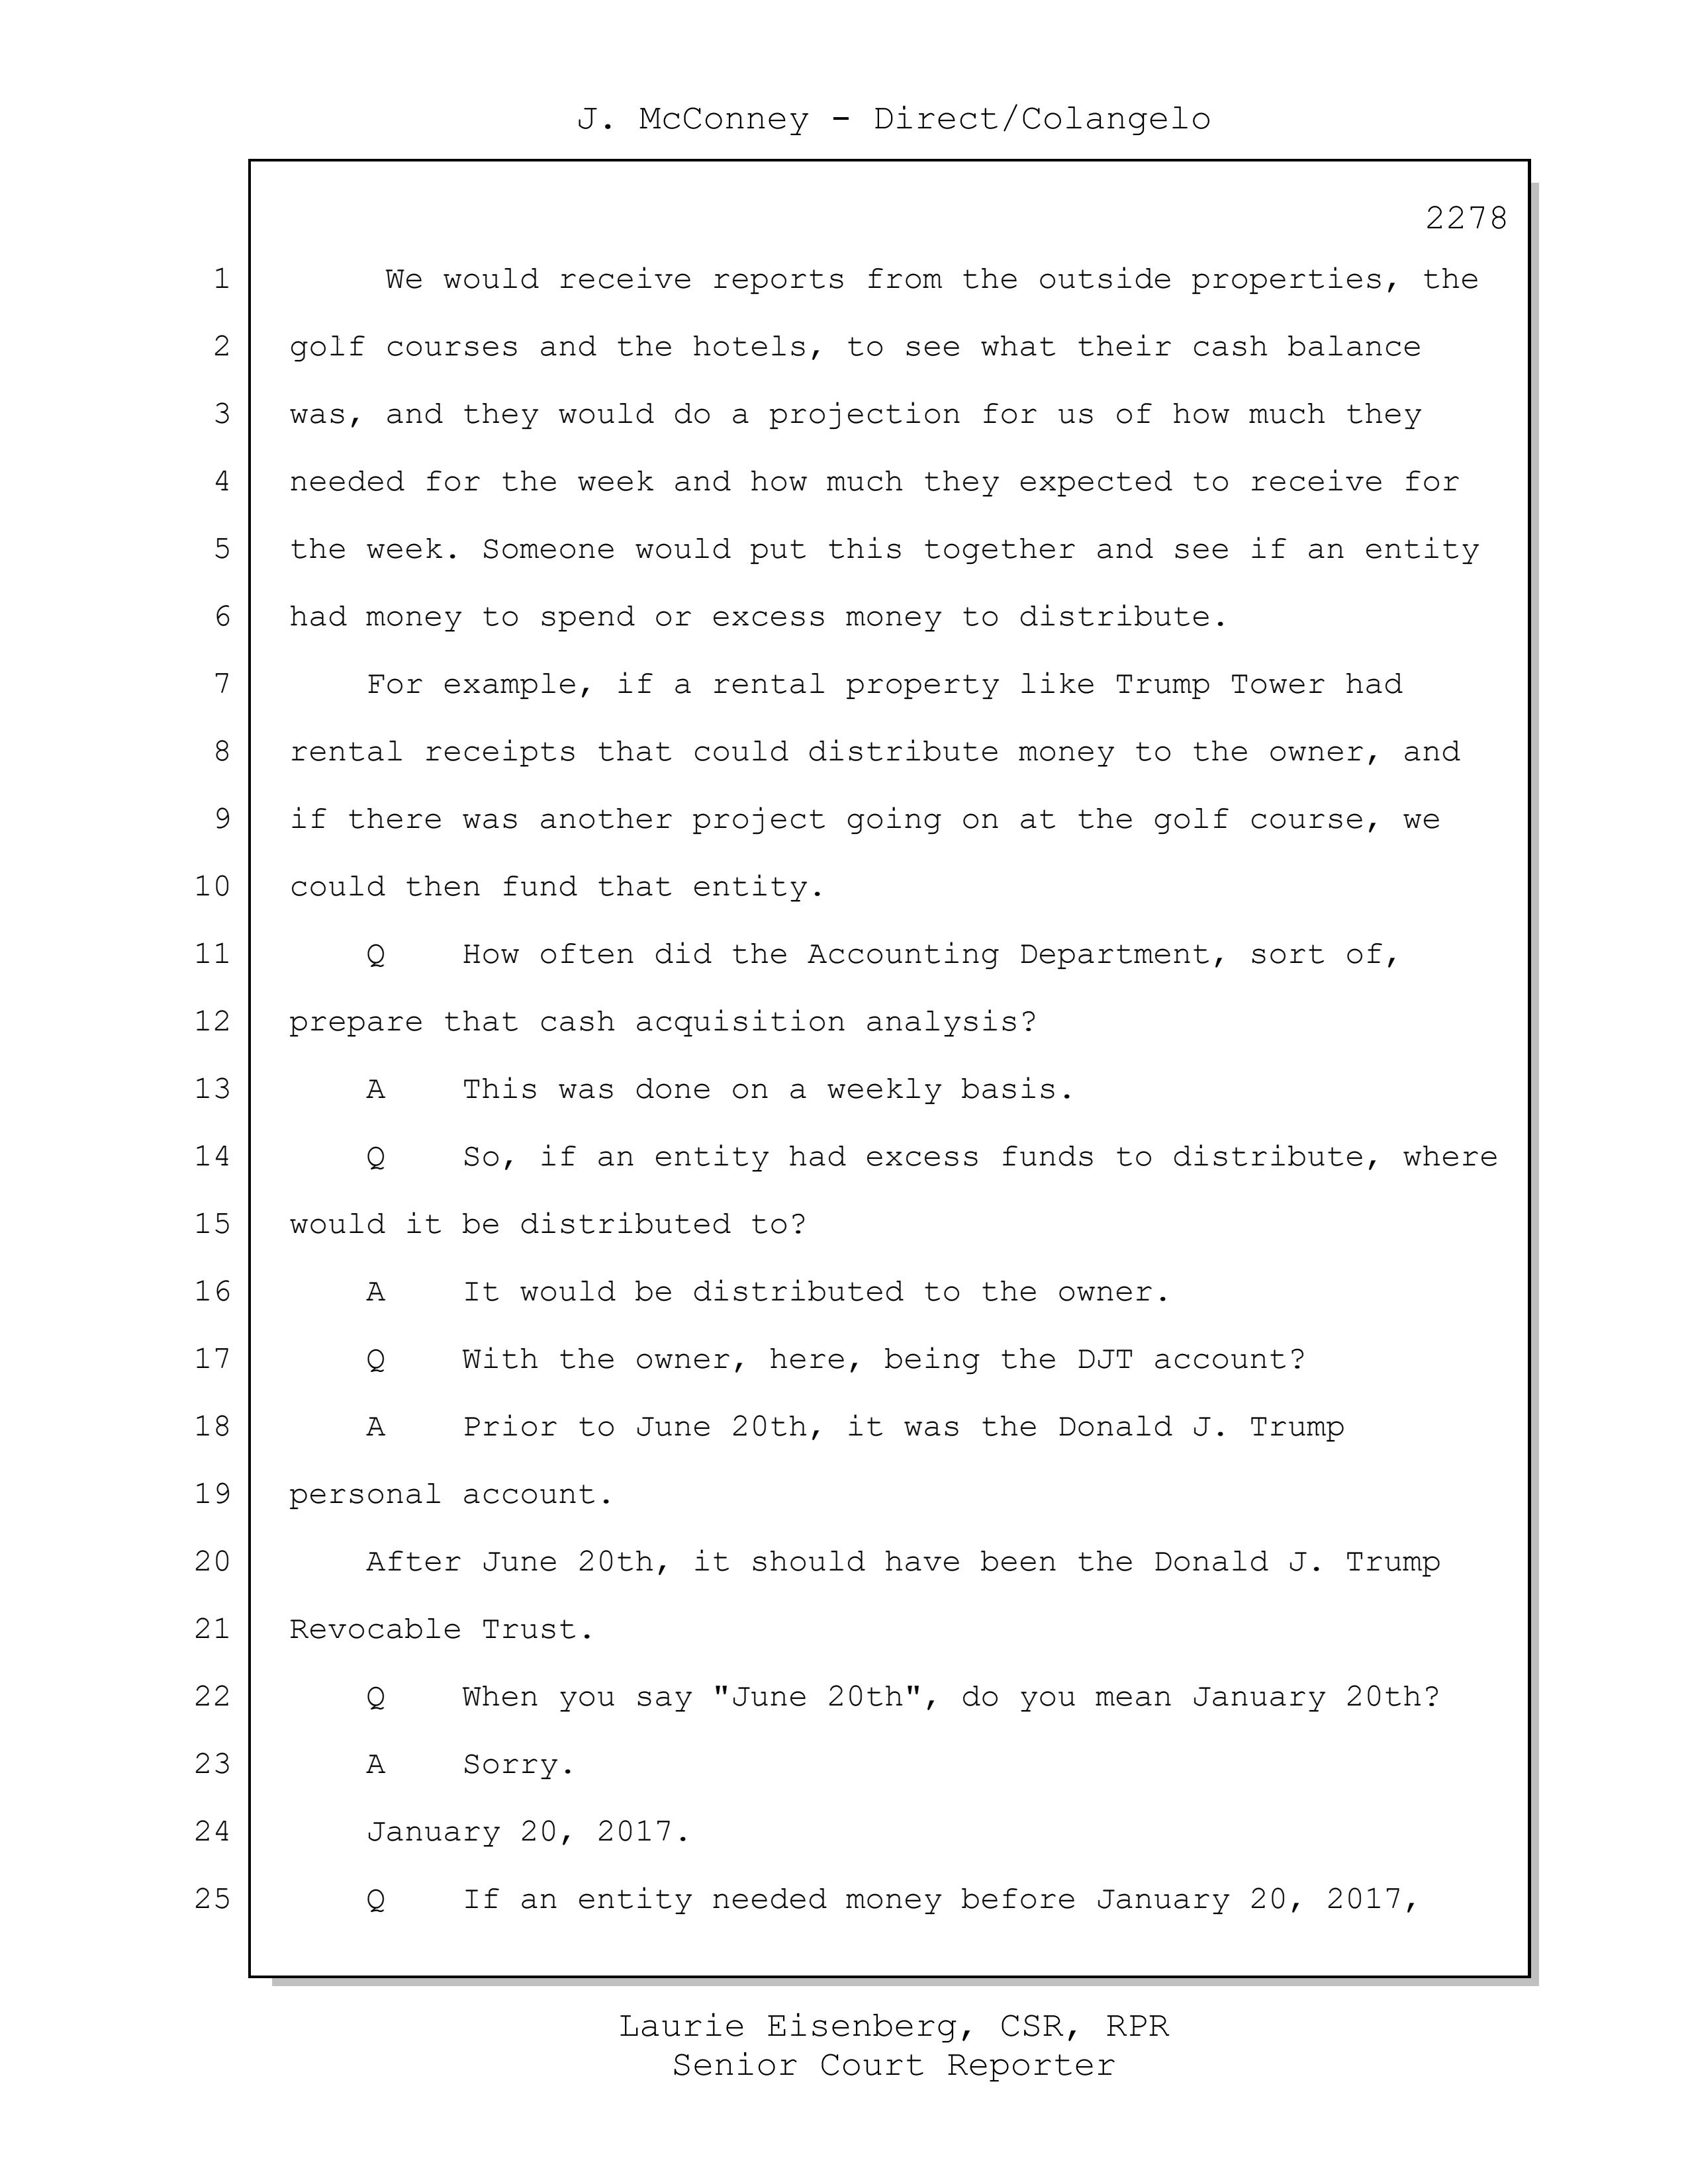 J. McConney - Direct/Colangelo
2278
1 We would receive reports from the outside properties, the
2 golf courses and the hotels, to see what their cash balance
3 was, and they would do a projection for us of how much they
4 needed for the week and how much they expected to receive for
5 the week. Someone would put this together and see if an entity
6 had money to spend or excess money to distribute.
7 For example, if a rental property like Trump Tower had
8 rental receipts that could distribute money to the owner, and
9 if there was another project going on at the golf course, we
10 could then fund that entity.
11 Q How often did the Accounting Department, sort of,
12 prepare that cash acquisition analysis?
13 A This was done on a weekly basis.
14 Q So, if an entity had excess funds to distribute, where
15 would it be distributed to?
16 A It would be distributed to the owner.
17 Q With the owner, here, being the DJT account?
18 A Prior to June 20th, it was the Donald J. Trump
19 personal account.
20 After June 20th, it should have been the Donald J. Trump
21 Revocable Trust.
22 Q When you say "June 20th", do you mean January 20th?
23 A Sorry.
24 January 20, 2017.
25 Q If an entity needed money before January 20, 2017,
Laurie Eisenberg, CSR, RPR
Senior Court Reporter